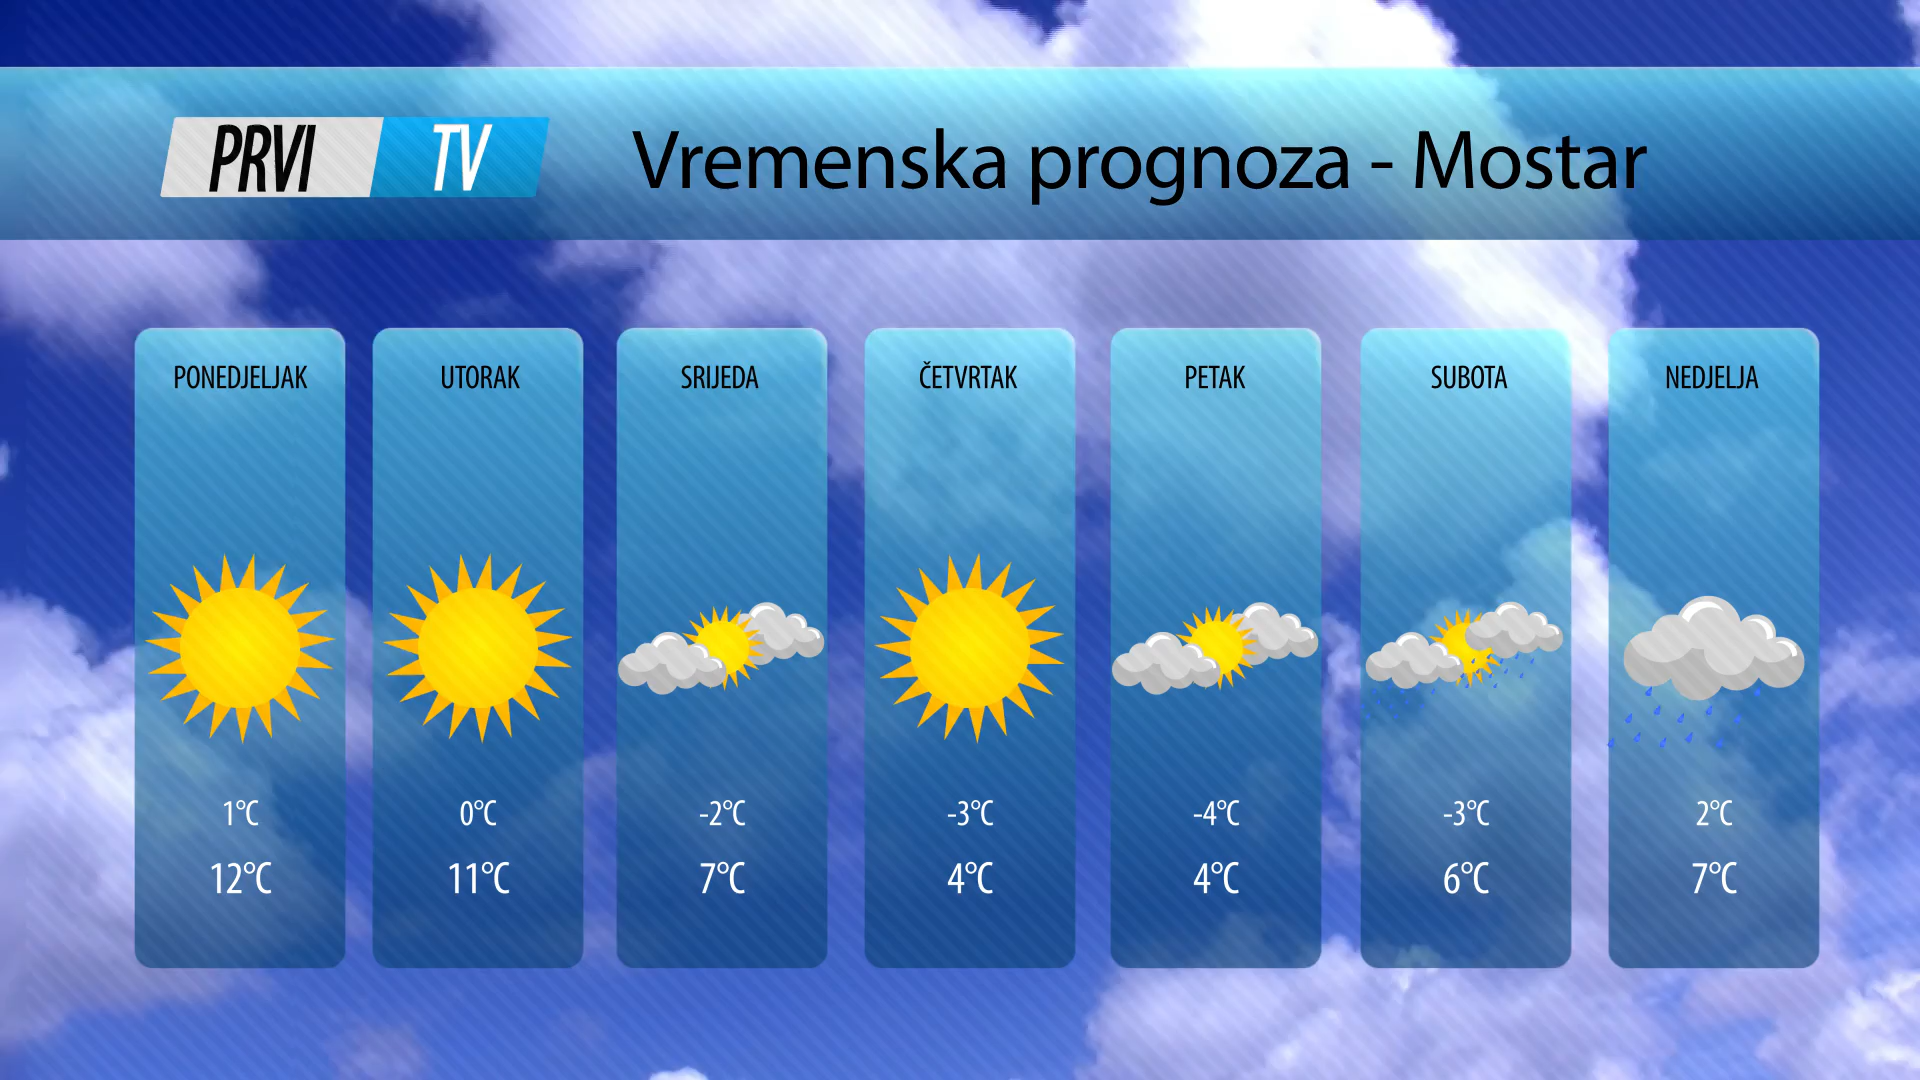 PRVI TV
Vremenska prognoza - Mostar
PONEDJELJAK
1°C
12°C
UTORAK
0°C
11°C
SRIJEDA
-2°C
7°C
ČETVRTAK
-3°C
4°C
PETAK
-4°C
4°C
SUBOTA
-3°C
6°C
NEDJELJA
2°C
7°C